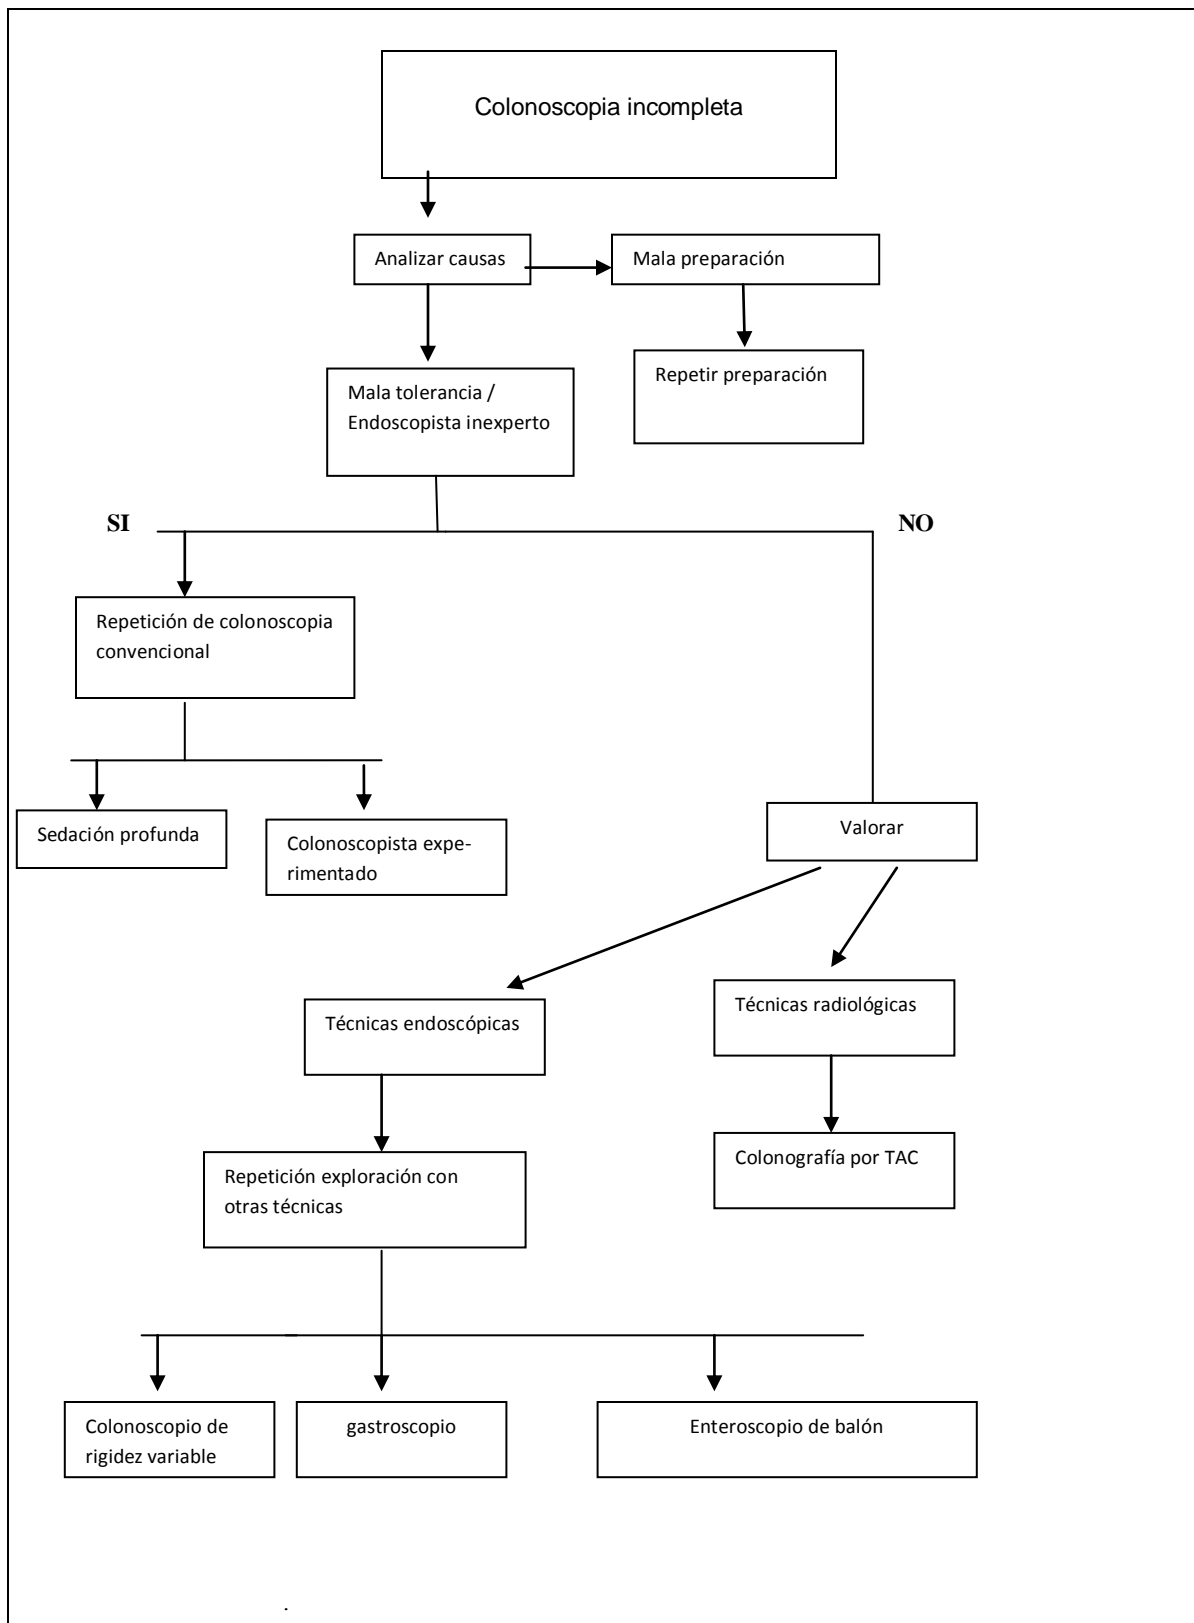 Colonoscopia incompleta
Analizar causas
Mala preparación
Repetir preparación
Mala tolerancia /
Endoscopista inexperto
SI
NO
Repetición de colonoscopia
convencional
Sedación profunda
Colonoscopista expe-
rimentado
Valorar
Técnicas endoscópicas
Técnicas radiológicas
Colonografía por TAC
Repetición exploración con
otras técnicas
Colonoscopio de
rigidez variable
gastroscopio
Enteroscopio de balón
.